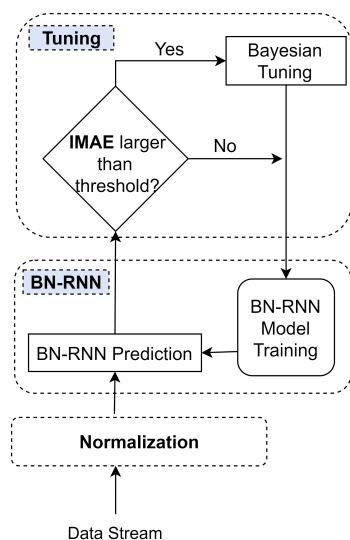 Tuning
Yes
Bayesian
Tuning
IMAE larger
than
threshold?
No
BN-RNN
BN-RNN
Model
Training
BN-RNN Prediction
Normalization
Data Stream